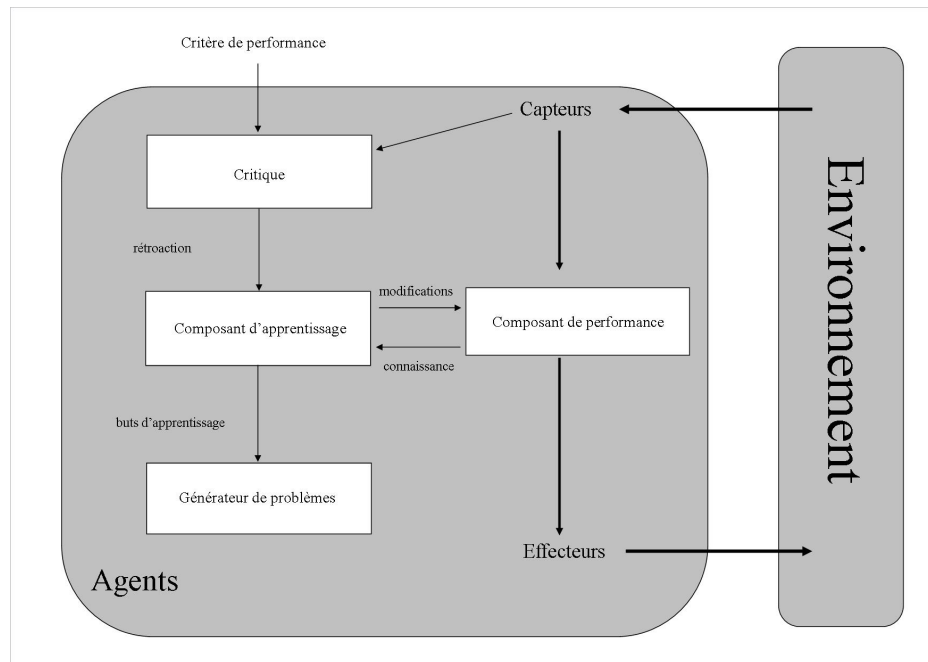 Critère de performance
Capteurs
Critique
rétroaction
modifications
Composant d'apprentissage
Composant de performance
connaissance
buts d'apprentissage
Générateur de problèmes
Effecteurs
Agents
Environnement